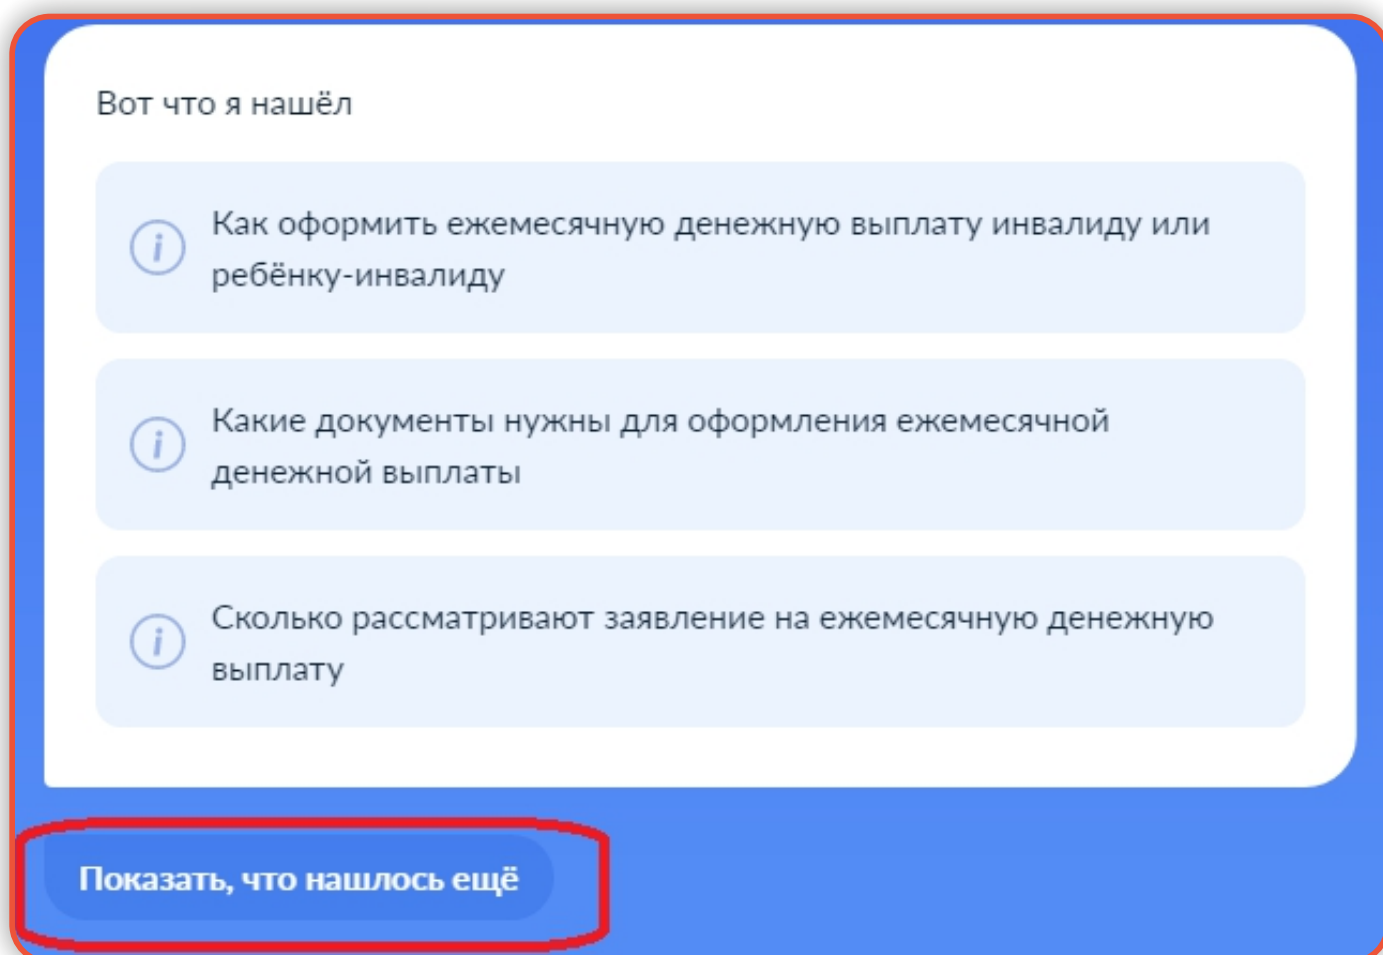 Вот что я нашёл
Как оформить ежемесячную денежную выплату инвалиду или
ребёнку-инвалиду
Какие документы нужны для оформления ежемесячной
денежной выплаты
Сколько рассматривают заявление на ежемесячную денежную
выплату
Показать, что нашлось ещё